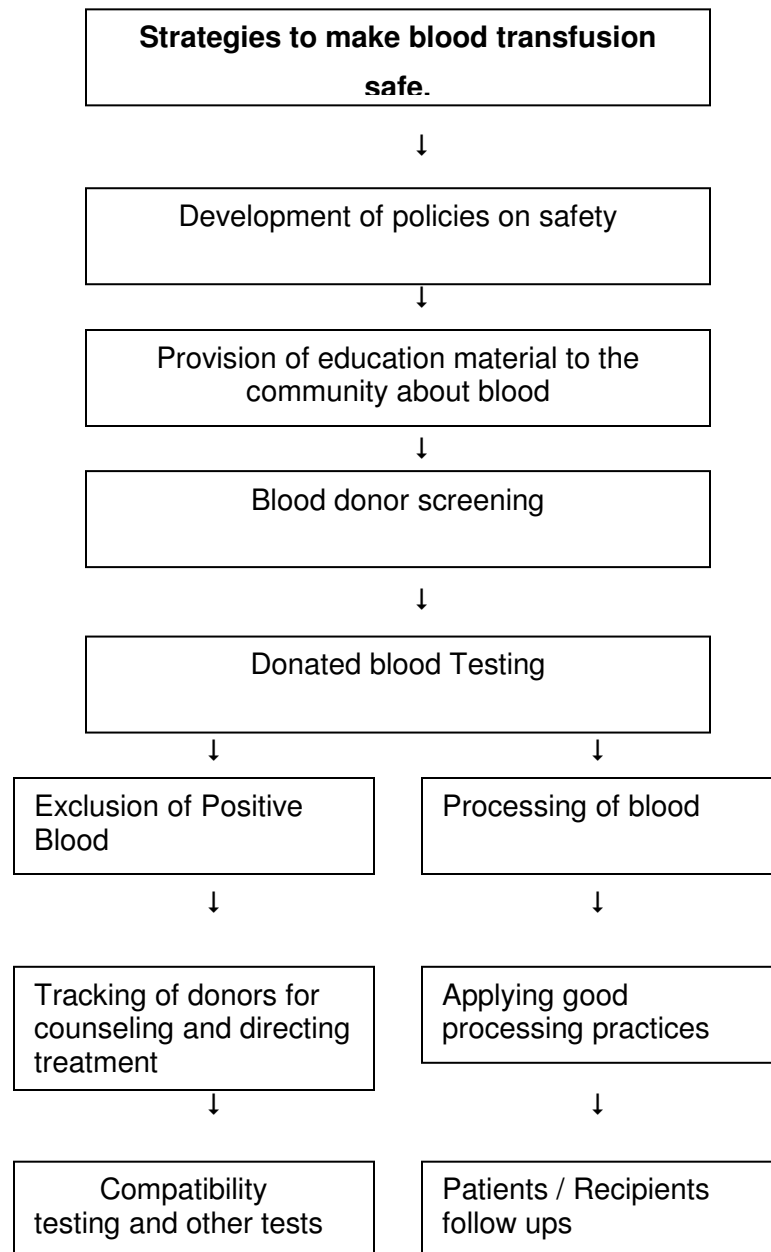 Strategies to make blood transfusion
safe.
↓
Development of policies on safety
↓
Provision of education material to the
community about blood
↓
Blood donor screening
↓
Donated blood Testing
↓ ↓
Exclusion of Positive
Blood
Processing of blood
↓ ↓
Tracking of donors for
counseling and directing
treatment
Applying good
processing practices
↓ ↓
Compatibility
testing and other tests
Patients / Recipients
follow ups